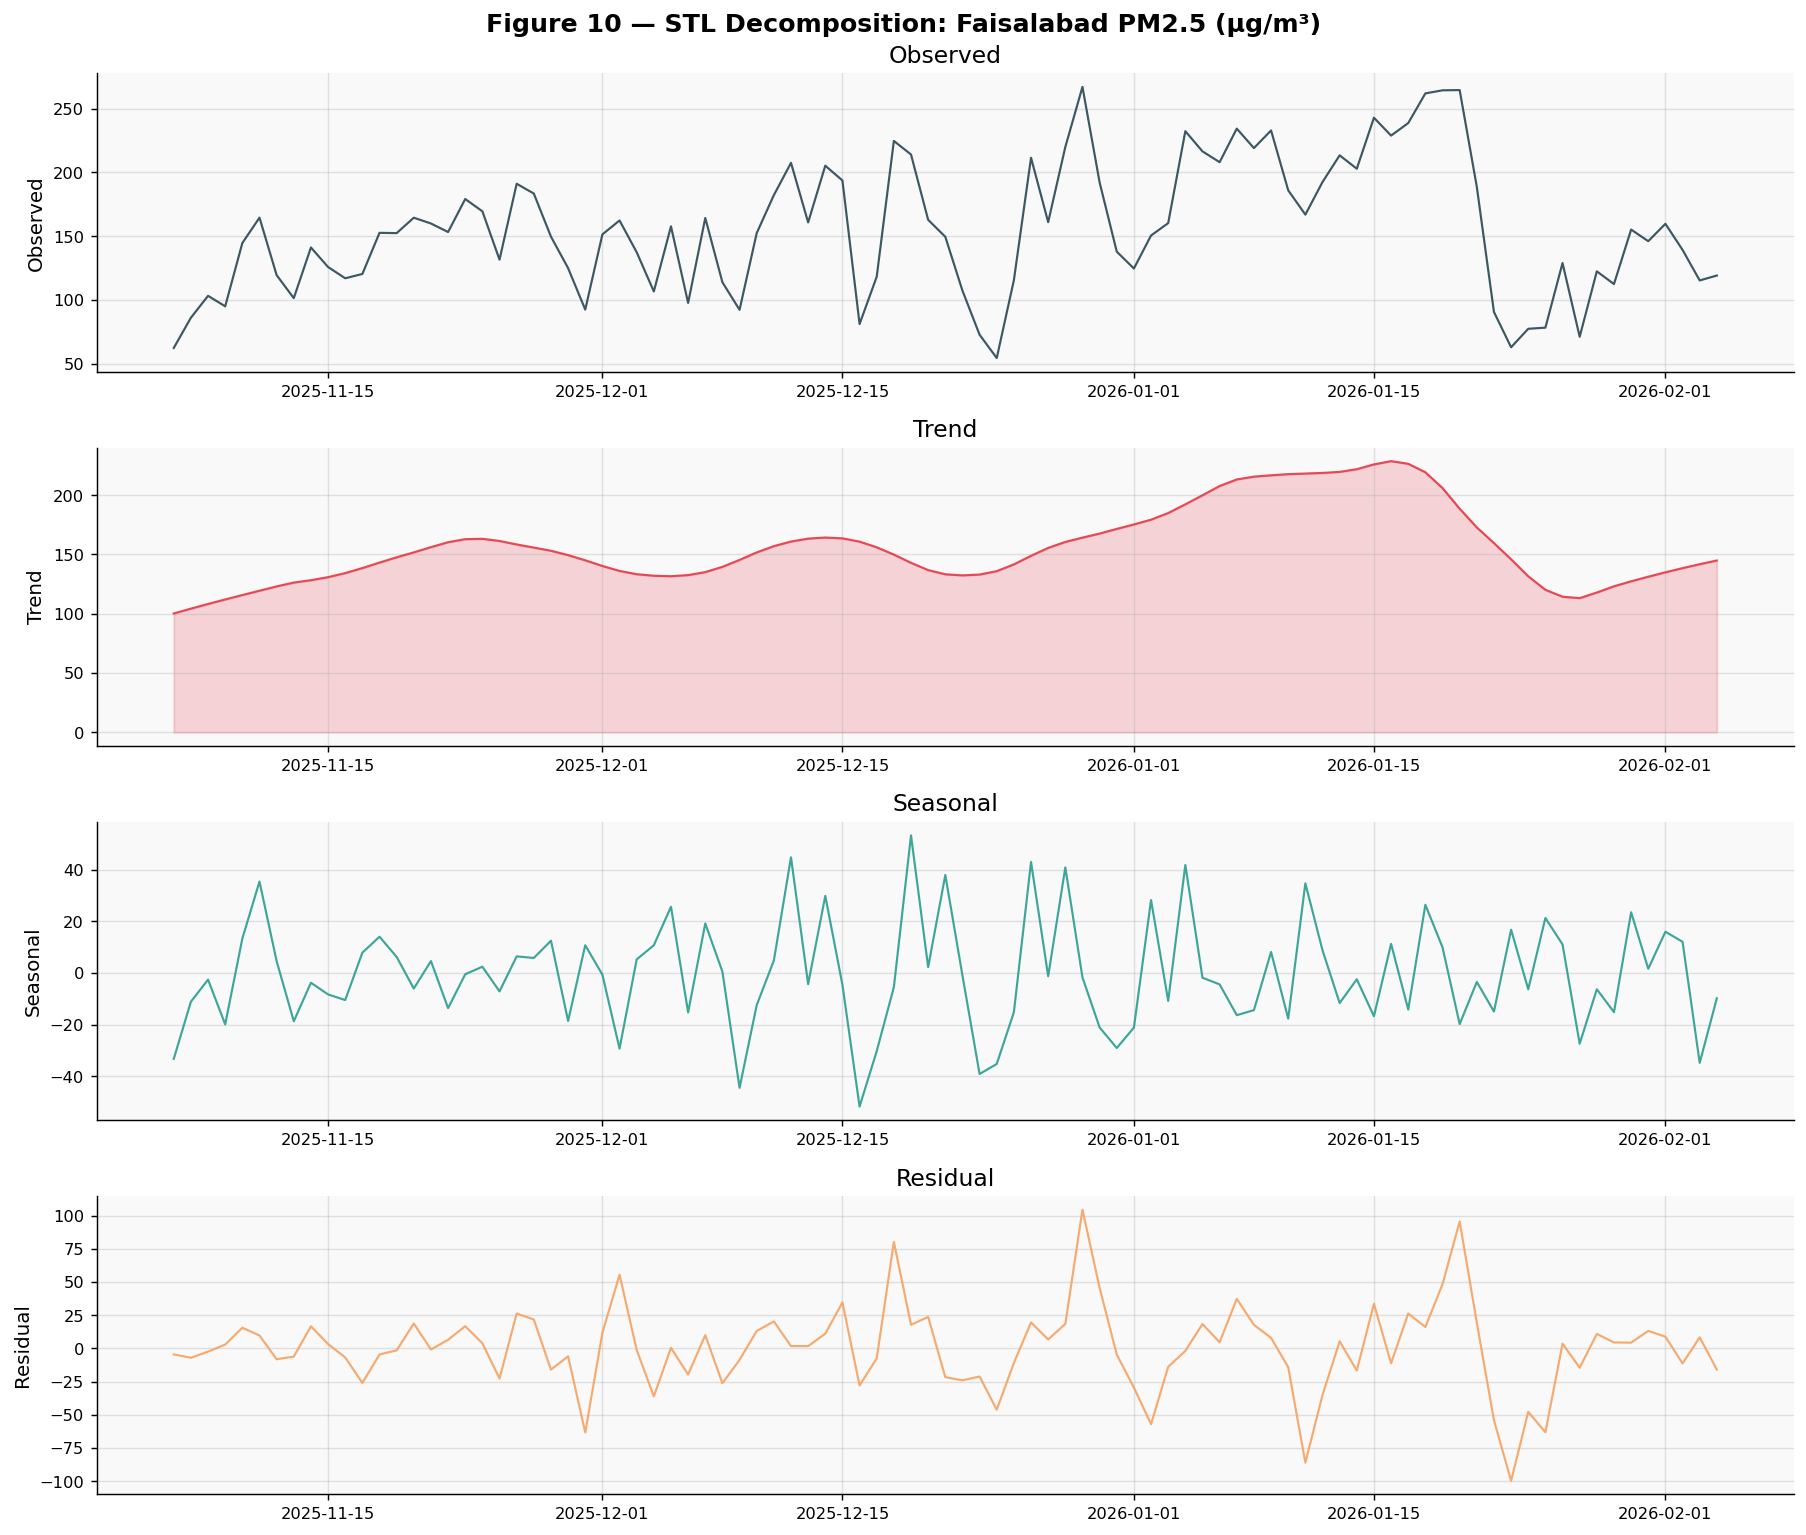 Figure 10 — STL Decomposition: Faisalabad PM2.5 (µg/m³)
Observed
Observed
250
200
150
100
50
2025-11-15 2025-12-01 2025-12-15 2026-01-01 2026-01-15 2026-02-01
Trend
Trend
200
150
100
50
0
2025-11-15 2025-12-01 2025-12-15 2026-01-01 2026-01-15 2026-02-01
Seasonal
Seasonal
40
20
0
−20
−40
2025-11-15 2025-12-01 2025-12-15 2026-01-01 2026-01-15 2026-02-01
Residual
Residual
100
75
50
25
0
−25
−50
−75
−100
2025-11-15 2025-12-01 2025-12-15 2026-01-01 2026-01-15 2026-02-01